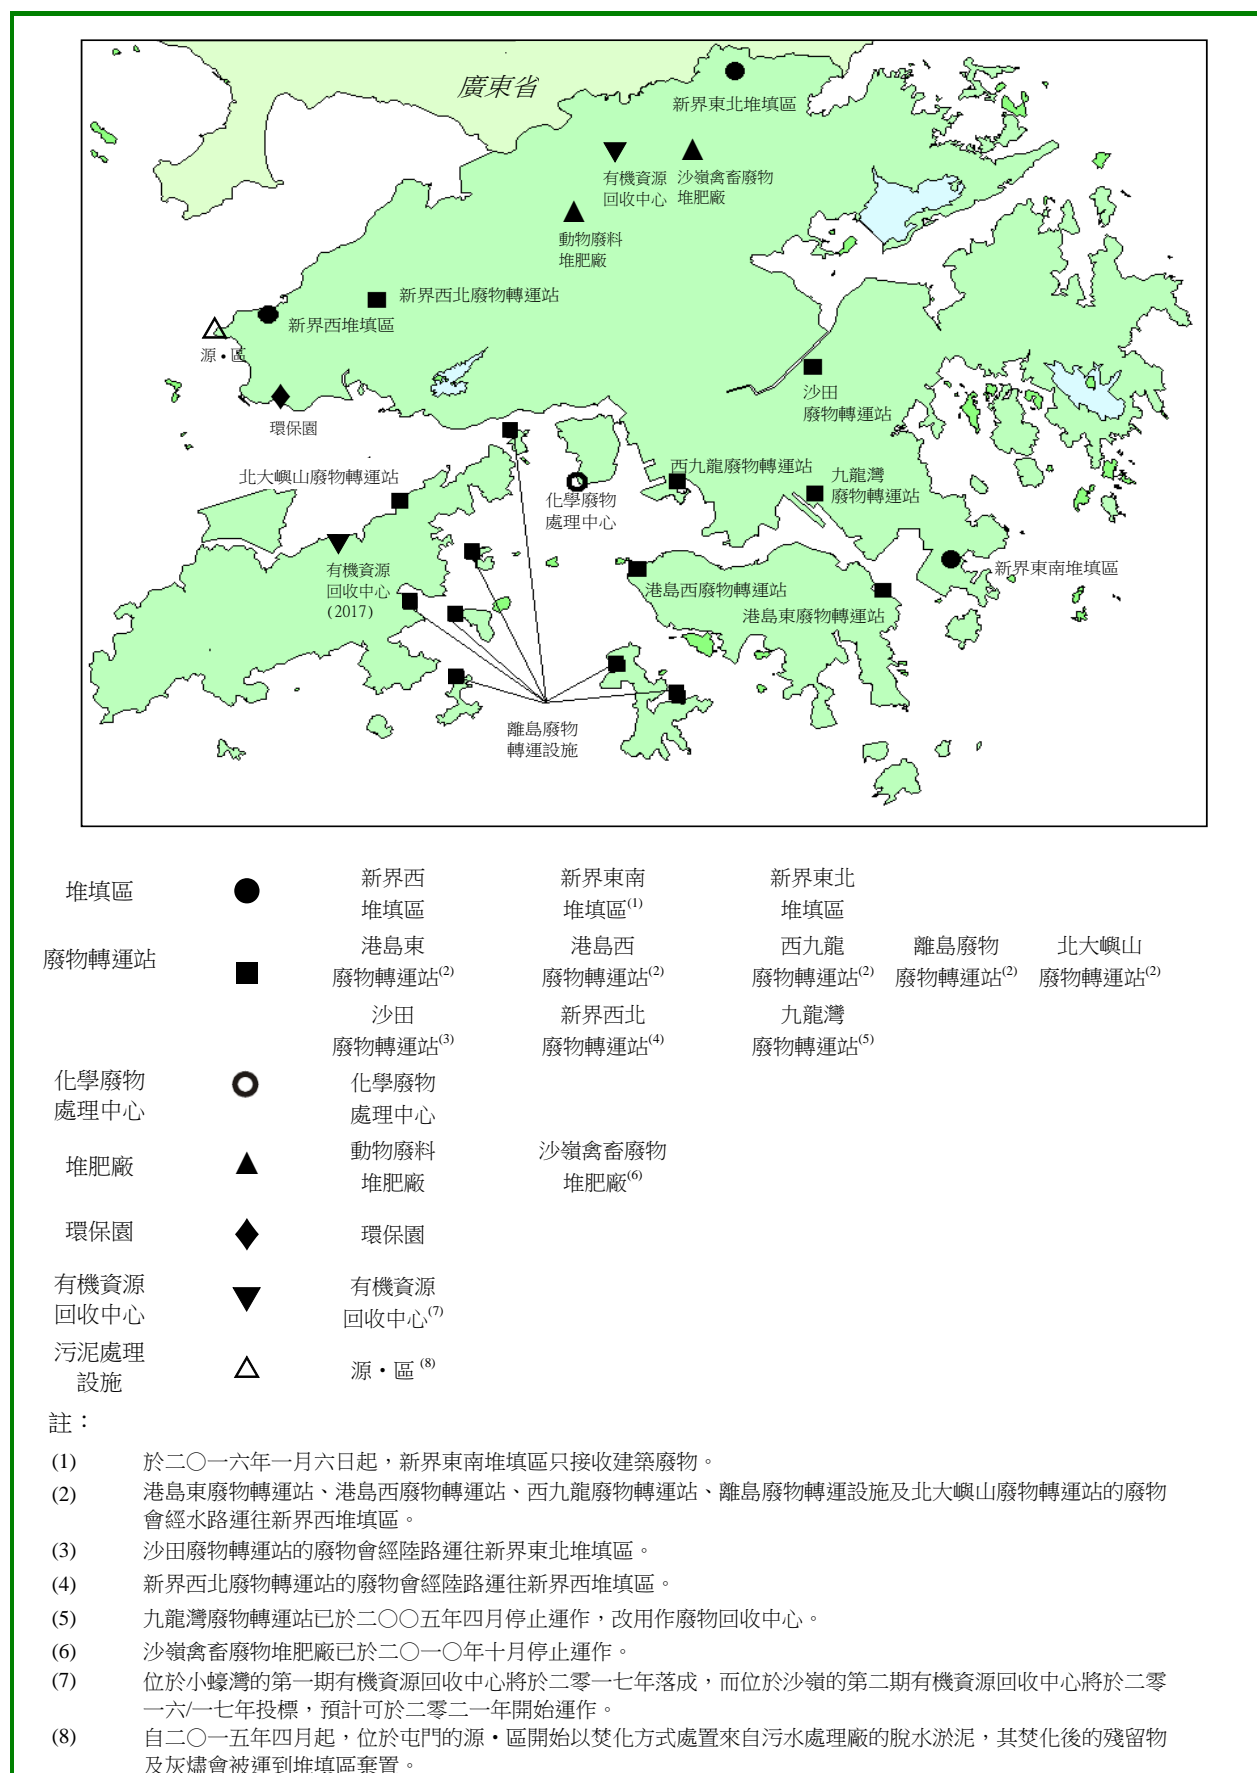 廣東省
新界東北堆填區
有機資源
回收中心
沙嶺禽畜廢物
堆肥廠
動物廢料
堆肥廠
新界西北廢物轉運站
新界西堆填區
源・區
沙田
廢物轉運站
環保園
西九龍廢物轉運站
九龍灣
廢物轉運站
北大嶼山廢物轉運站
化學廢物
處理中心
新界東南堆填區
有機資源
回收中心
(2017)
港島西廢物轉運站
港島東廢物轉運站
離島廢物
轉運設施
堆填區
新界西
堆填區
新界東南
堆填區(1)
新界東北
堆填區
廢物轉運站
港島東
廢物轉運站(2)
港島西
廢物轉運站(2)
西九龍
廢物轉運站(2)
離島廢物
廢物轉運站(2)
北大嶼山
廢物轉運站(2)
沙田
廢物轉運站(3)
新界西北
廢物轉運站(4)
九龍灣
廢物轉運站(5)
化學廢物
處理中心
化學廢物
處理中心
堆肥廠
動物廢料
堆肥廠
沙嶺禽畜廢物
堆肥廠(6)
環保園
環保園
有機資源
回收中心
有機資源
回收中心(7)
污泥處理
設施
源・區 (8)
註：
(1) 於二〇一六年一月六日起，新界東南堆填區只接收建築廢物。
(2) 港島東廢物轉運站、港島西廢物轉運站、西九龍廢物轉運站、離島廢物轉運設施及北大嶼山廢物轉運站的廢物
會經水路運往新界西堆填區。
(3) 沙田廢物轉運站的廢物會經陸路運往新界東北堆填區。
(4) 新界西北廢物轉運站的廢物會經陸路運往新界西堆填區。
(5) 九龍灣廢物轉運站已於二〇〇五年四月停止運作，改用作廢物回收中心。
(6) 沙嶺禽畜廢物堆肥廠已於二〇一〇年十月停止運作。
(7) 位於小蠔灣的第一期有機資源回收中心將於二零一七年落成，而位於沙嶺的第二期有機資源回收中心將於二零
一六/一七年投標，預計可於二零二一年開始運作。
(8) 自二〇一五年四月起，位於屯門的源・區開始以焚化方式處置來自污水處理廠的脫水淤泥，其焚化後的殘留物
及灰燼會被運到堆填區棄置。